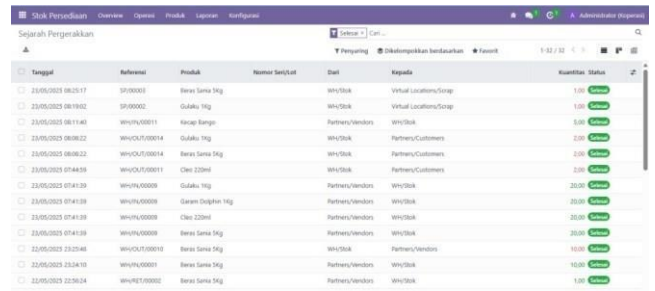 Stok Persediaan Overview Operasi Produk Laporan Konfigurasi Administrator (Koperasi)
Sejarah Pergerakkan Selesai × Cari...
Penyaring Dikelompokkan berdasarkan Favorit 1-32 / 32
Tanggal Referensi Produk Nomor Seri/Lot Dari Kepada Kuantitas Status
23/05/2025 08:25:17 SP/00003 Beras Sania 5Kg WH/Stok Virtual Locations/Scrap 1,00 Selesai
23/05/2025 08:19:02 SP/00002 Gulaku 1Kg WH/Stok Virtual Locations/Scrap 1,00 Selesai
23/05/2025 08:11:40 WH/IN/00011 Kecap Bango Partners/Vendors WH/Stok 5,00 Selesai
23/05/2025 08:08:22 WH/OUT/00014 Gulaku 1Kg WH/Stok Partners/Customers 2,00 Selesai
23/05/2025 08:08:22 WH/OUT/00014 Beras Sania 5Kg WH/Stok Partners/Customers 2,00 Selesai
23/05/2025 07:44:59 WH/OUT/00011 Cleo 220ml WH/Stok Partners/Customers 2,00 Selesai
23/05/2025 07:41:39 WH/IN/00009 Gulaku 1Kg Partners/Vendors WH/Stok 20,00 Selesai
23/05/2025 07:41:39 WH/IN/00009 Garam Dolphin 1Kg Partners/Vendors WH/Stok 20,00 Selesai
23/05/2025 07:41:39 WH/IN/00009 Cleo 220ml Partners/Vendors WH/Stok 20,00 Selesai
23/05/2025 07:41:39 WH/IN/00009 Beras Sania 5Kg Partners/Vendors WH/Stok 20,00 Selesai
22/05/2025 23:25:48 WH/OUT/00010 Beras Sania 5Kg WH/Stok Partners/Vendors 10,00 Selesai
22/05/2025 23:24:10 WH/IN/00001 Beras Sania 5Kg Partners/Vendors WH/Stok 10,00 Selesai
22/05/2025 22:56:24 WH/RET/00002 Beras Sania 5Kg Partners/Vendors WH/Stok 1,00 Selesai